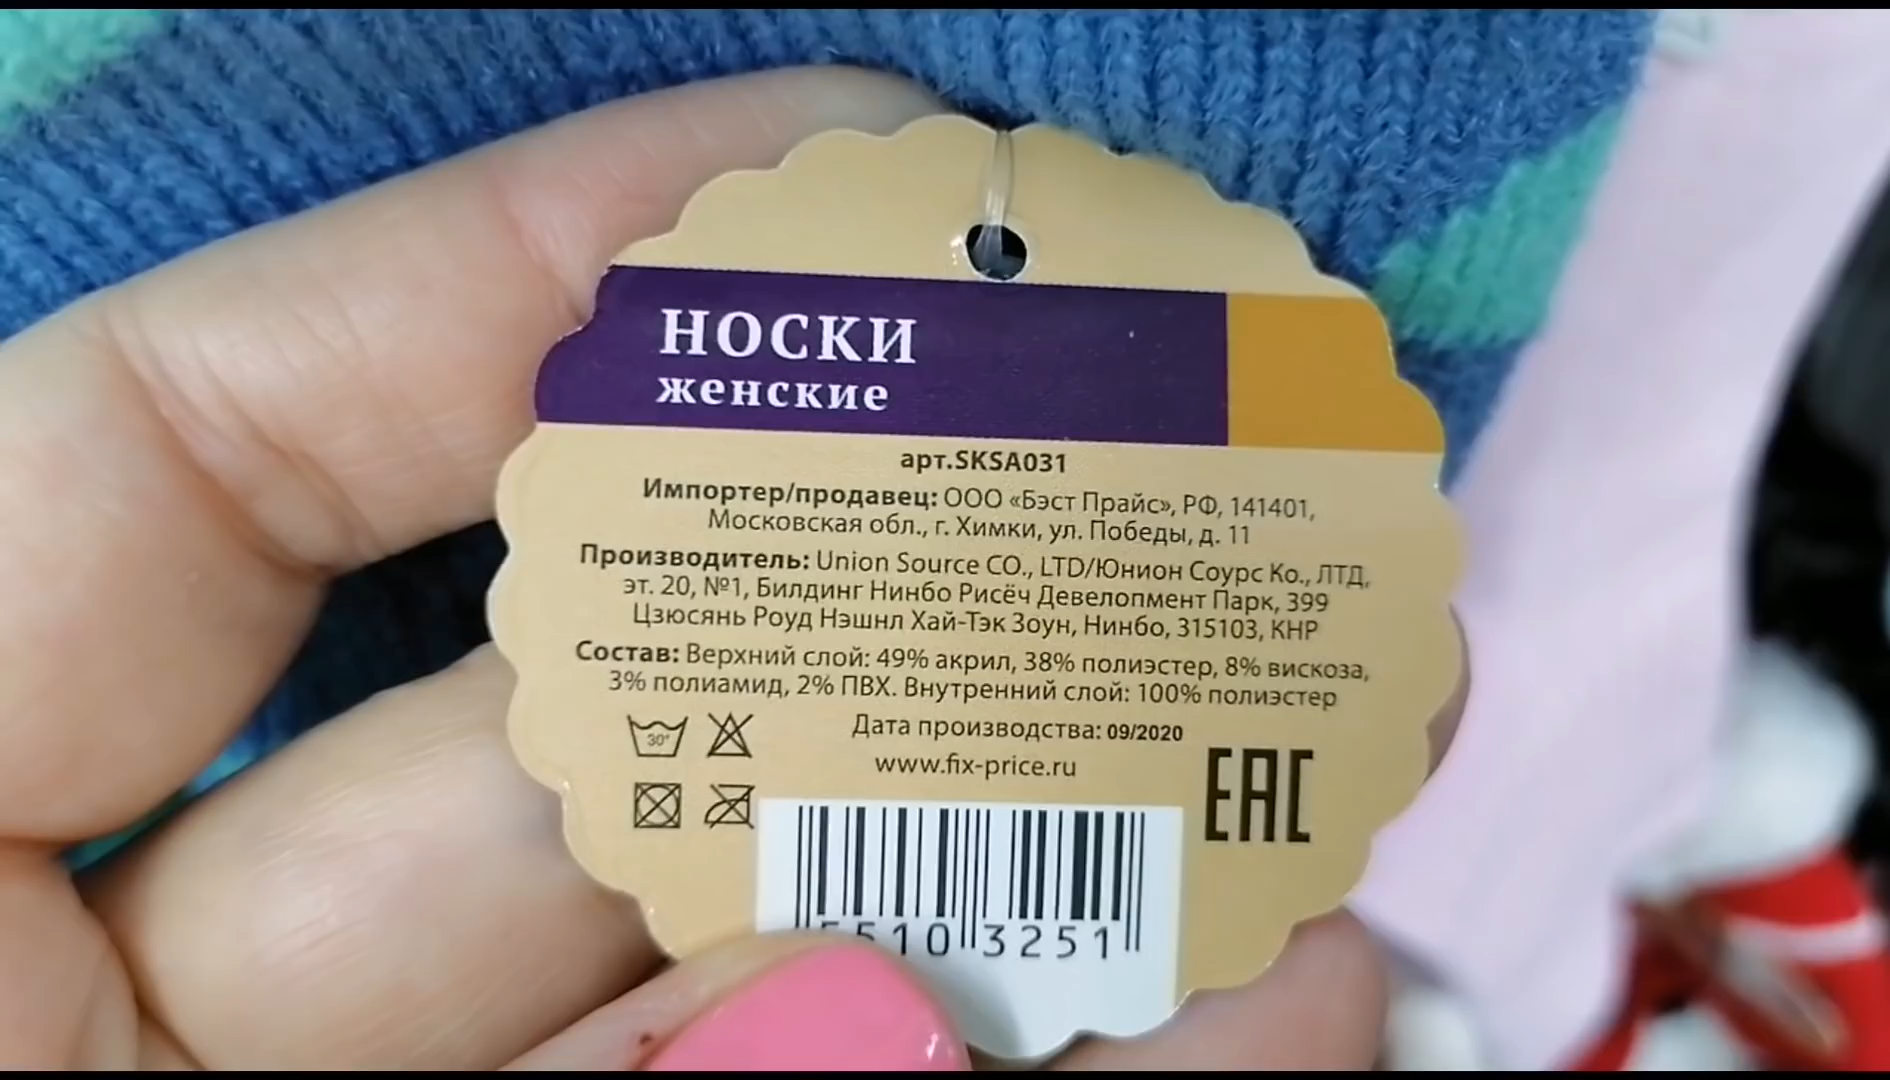 НОСКИ
женские
арт.SKSA031
Импортер/продавец: ООО «Бэст Прайс», РФ, 141401,
Московская обл., г. Химки, ул. Победы, д. 11
Производитель: Union Source CO., LTD/Юнион Соурс Ко., ЛТД,
эт. 20, №1, Билдинг Нинбо Рисёч Девелопмент Парк, 399
Цзюсянь Роуд Нэшнл Хай-Тэк Зоун, Нинбо, 315103, КНР
Состав: Верхний слой: 49% акрил, 38% полиэстер, 8% вискоза,
3% полиамид, 2% ПВХ. Внутренний слой: 100% полиэстер
30°
Дата производства: 09/2020
www.fix-price.ru
EAC
5510 3251